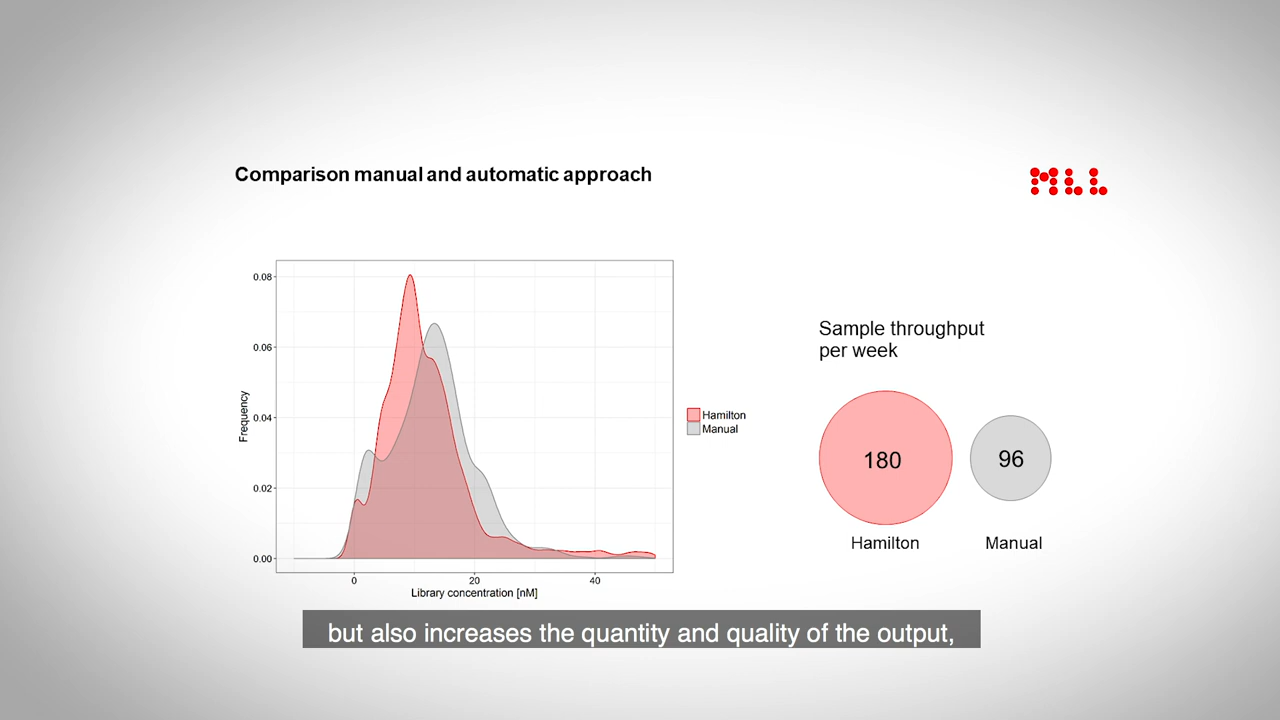 Comparison manual and automatic approach
MLL
0.08
0.06
0.04
0.02
0.00
Frequency
0
20
40
Library concentration [nM]
Hamilton
Manual
Sample throughput
per week
180
96
Hamilton
Manual
but also increases the quantity and quality of the output,